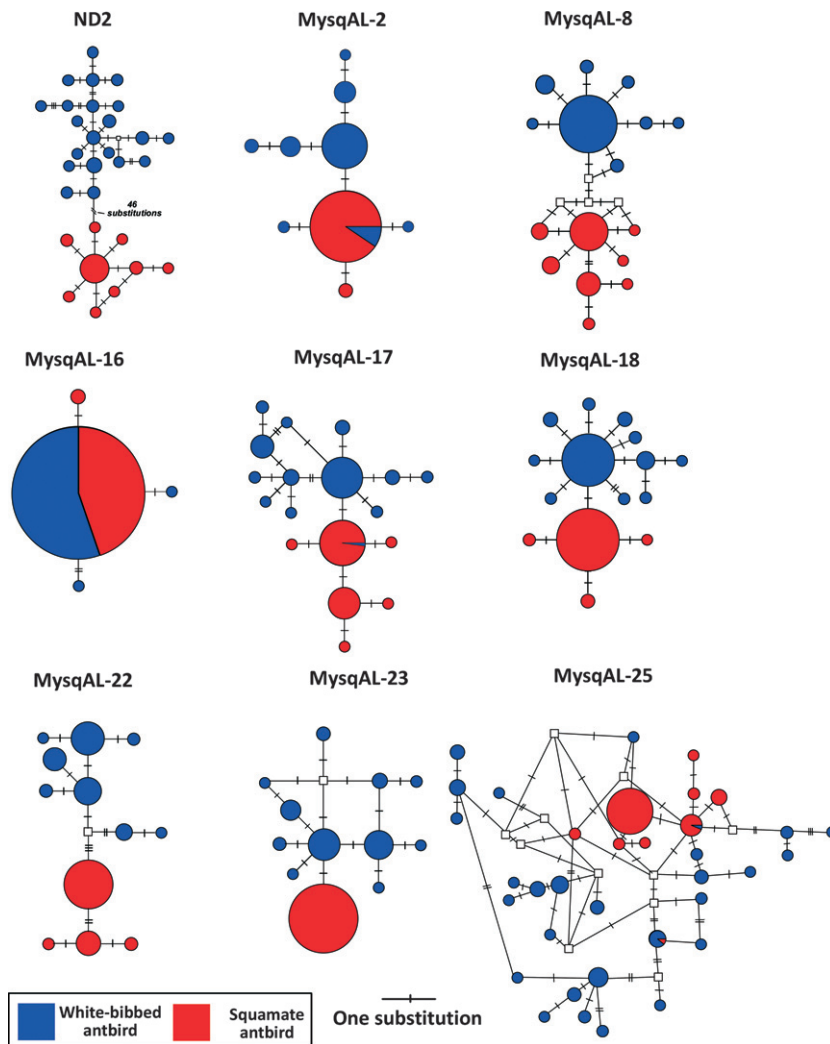 ND2
MysqAL-2
MysqAL-8
46
substitutions
MysqAL-16
MysqAL-17
MysqAL-18
MysqAL-22
MysqAL-23
MysqAL-25
White-bibbed
antbird
Squamate
antbird
One substitution